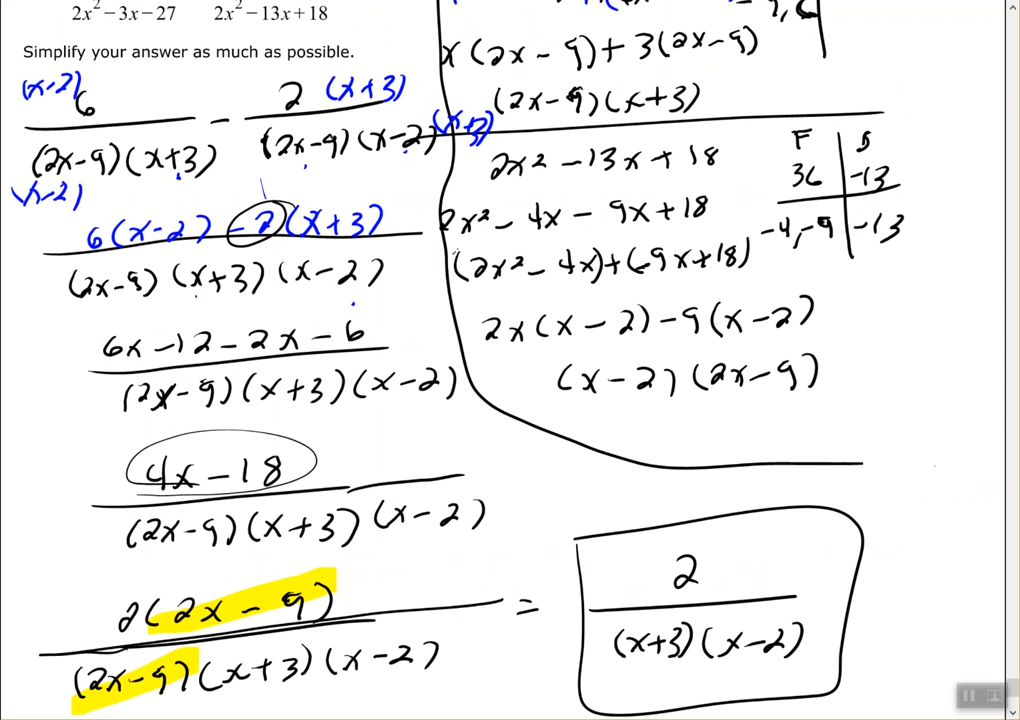 2x² - 3x - 27    2x² - 13x + 18
Simplify your answer as much as possible.
(x-2)    (x+3)
6 / (2x-9)(x+3) - 2 / (2x-9)(x-2)
(x-2)    (x+3)
6(x-2) - 2(x+3)
(2x-9)(x+3)(x-2)
6x - 12 - 2x - 6
(2x-9)(x+3)(x-2)
4x - 18
(2x-9)(x+3)(x-2)
2(2x-9)
(2x-9)(x+3)(x-2)
=
2
(x+3)(x-2)
x(2x-9) + 3(2x-9)
(2x-9)(x+3)
2x² - 13x + 18
2x² - 4x - 9x + 18
(2x² - 4x) + (-9x + 18)
2x(x-2) - 9(x-2)
(x-2)(2x-9)
F
36 | -13
-4, -9 | -13